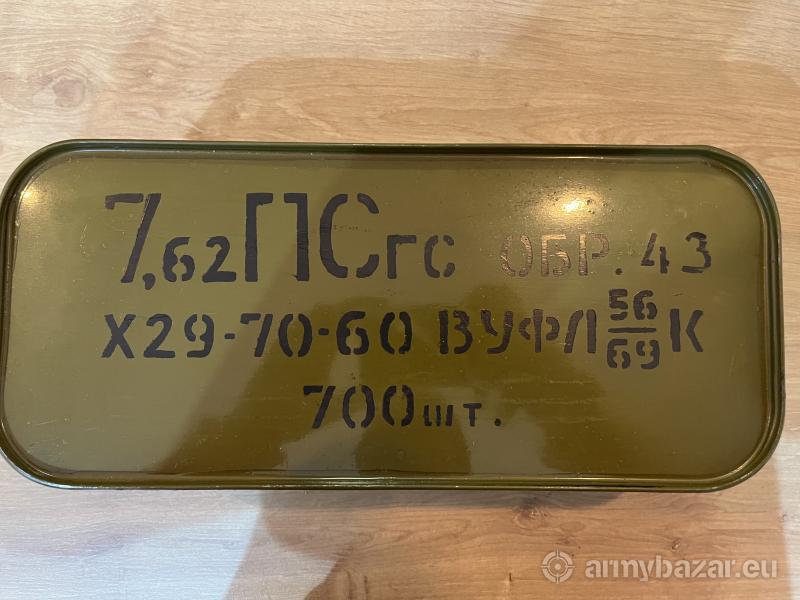 7,62ПСгс ОБР. 43
Х29-70-60 ВУФЛ 56/69 К
700шт.
armybazar.eu